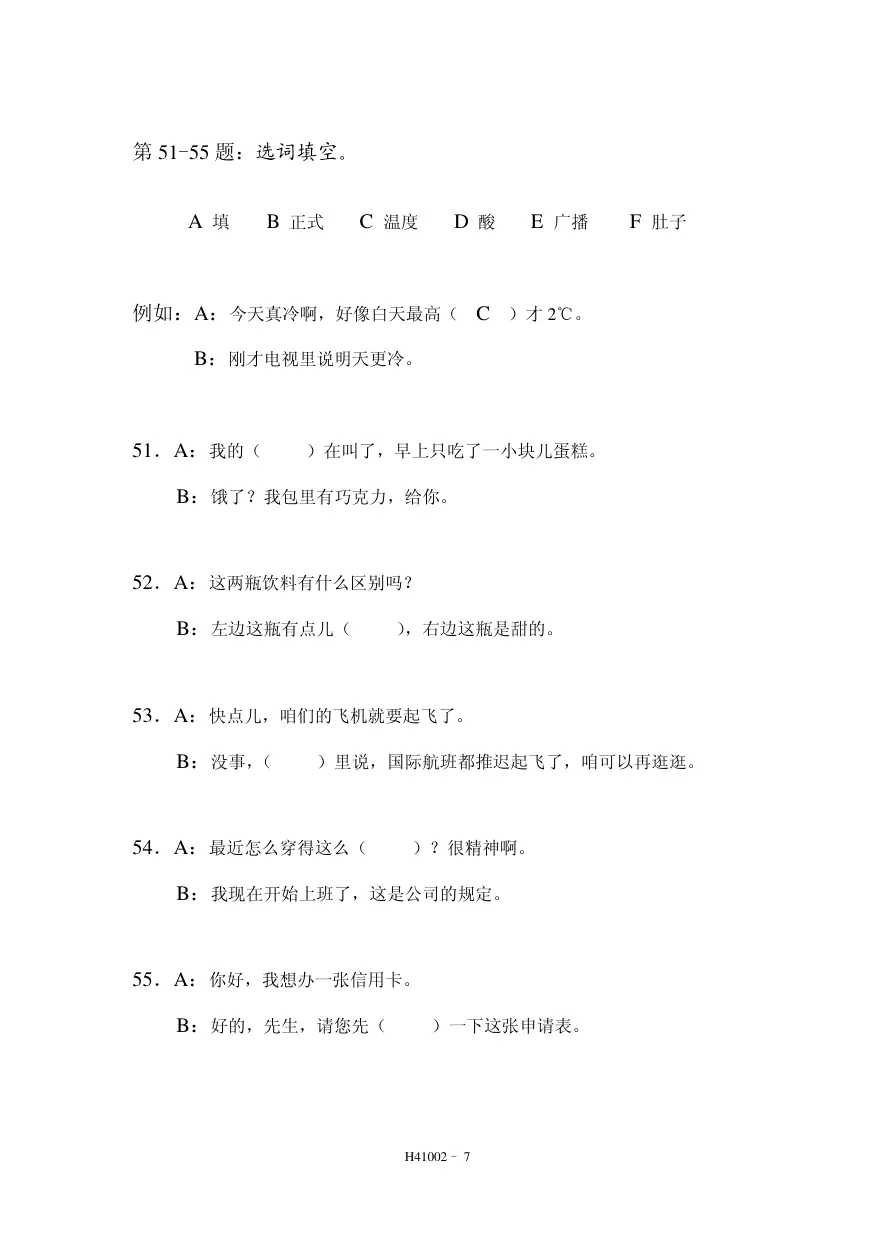 第 51-55 题：选词填空。
A 填 B 正式 C 温度 D 酸 E 广播 F 肚子
例如：A：今天真冷啊，好像白天最高（ C ）才 2℃。
B：刚才电视里说明天更冷。
51．A：我的（ ）在叫了，早上只吃了一小块儿蛋糕。
B：饿了？我包里有巧克力，给你。
52．A：这两瓶饮料有什么区别吗？
B：左边这瓶有点儿（ ），右边这瓶是甜的。
53．A：快点儿，咱们的飞机就要起飞了。
B：没事，（ ）里说，国际航班都推迟起飞了，咱可以再逛逛。
54．A：最近怎么穿得这么（ ）？很精神啊。
B：我现在开始上班了，这是公司的规定。
55．A：你好，我想办一张信用卡。
B：好的，先生，请您先（ ）一下这张申请表。
H41002 - 7